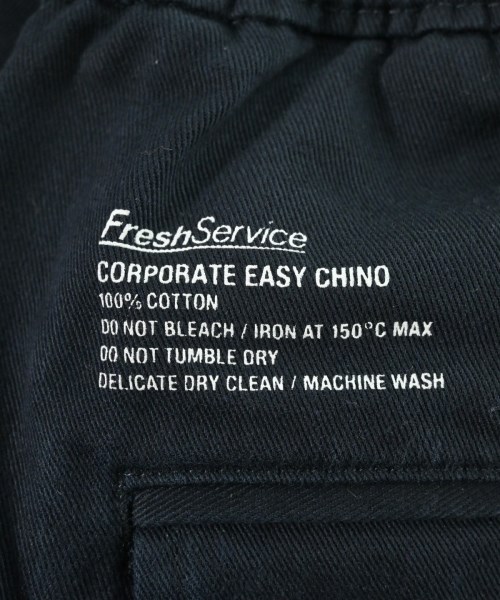 FreshService
CORPORATE EASY CHINO
100% COTTON
DO NOT BLEACH / IRON AT 150°C MAX
DO NOT TUMBLE DRY
DELICATE DRY CLEAN / MACHINE WASH